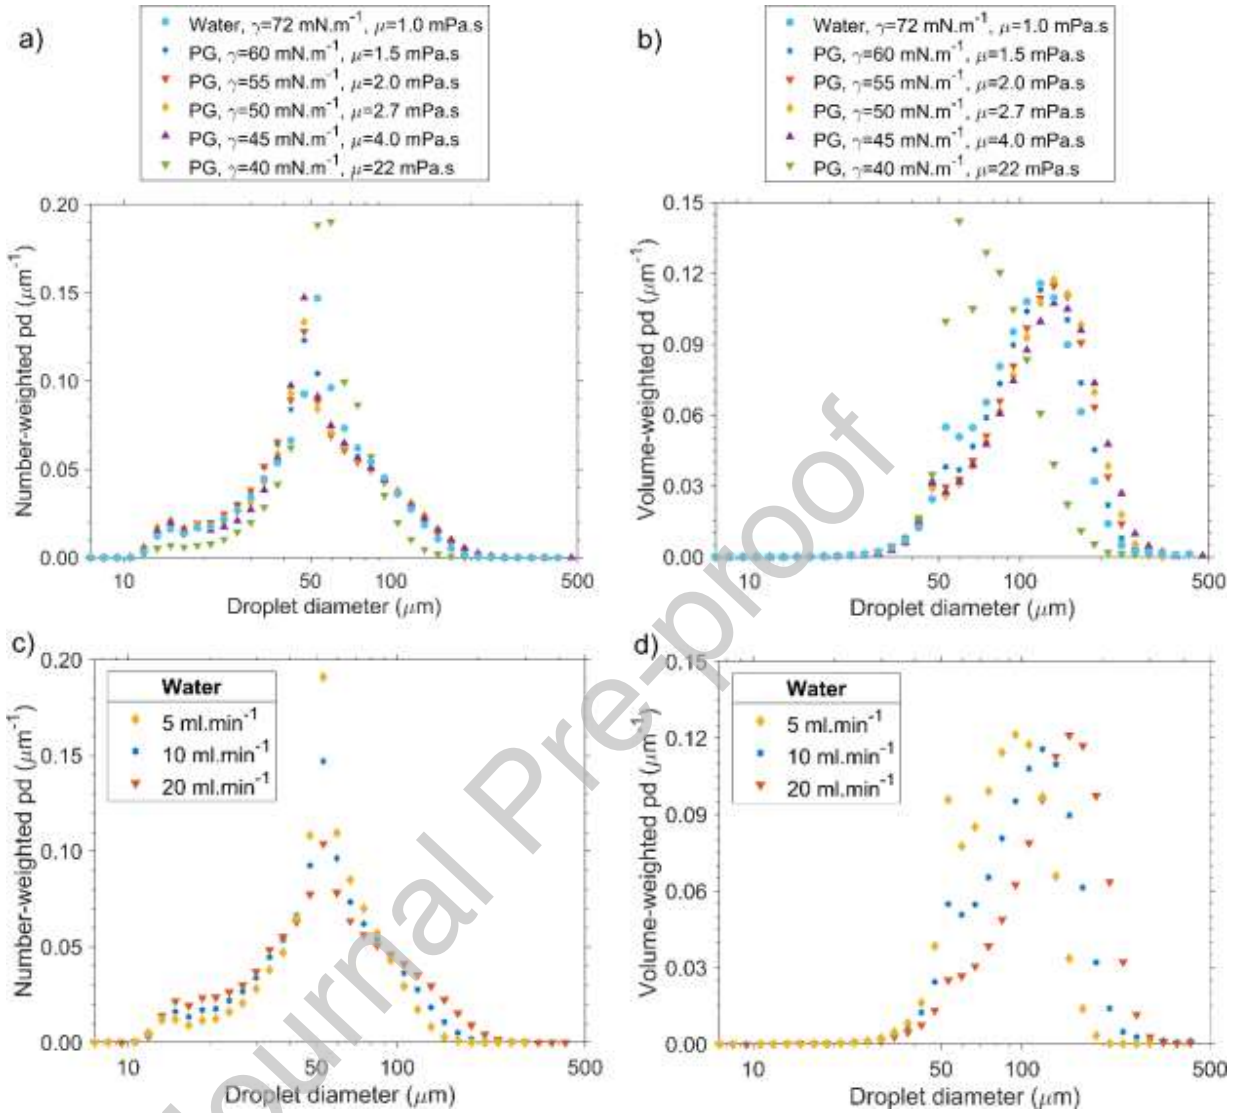 a)
Water, γ=72 mN.m⁻¹, μ=1.0 mPa.s
PG, γ=60 mN.m⁻¹, μ=1.5 mPa.s
PG, γ=55 mN.m⁻¹, μ=2.0 mPa.s
PG, γ=50 mN.m⁻¹, μ=2.7 mPa.s
PG, γ=45 mN.m⁻¹, μ=4.0 mPa.s
PG, γ=40 mN.m⁻¹, μ=22 mPa.s
0.20
0.15
0.10
0.05
0.00
Number-weighted pd (μm⁻¹)
10 50 100 500
Droplet diameter (μm)
b)
Water, γ=72 mN.m⁻¹, μ=1.0 mPa.s
PG, γ=60 mN.m⁻¹, μ=1.5 mPa.s
PG, γ=55 mN.m⁻¹, μ=2.0 mPa.s
PG, γ=50 mN.m⁻¹, μ=2.7 mPa.s
PG, γ=45 mN.m⁻¹, μ=4.0 mPa.s
PG, γ=40 mN.m⁻¹, μ=22 mPa.s
0.15
0.12
0.09
0.06
0.03
0.00
Volume-weighted pd (μm⁻¹)
10 50 100 500
Droplet diameter (μm)
c)
Water
5 ml.min⁻¹
10 ml.min⁻¹
20 ml.min⁻¹
0.20
0.15
0.10
0.05
0.00
Number-weighted pd (μm⁻¹)
10 50 100 500
Droplet diameter (μm)
d)
Water
5 ml.min⁻¹
10 ml.min⁻¹
20 ml.min⁻¹
0.15
0.12
0.09
0.06
0.03
0.00
Volume-weighted pd (μm⁻¹)
10 50 100 500
Droplet diameter (μm)
Journal Pre-proof